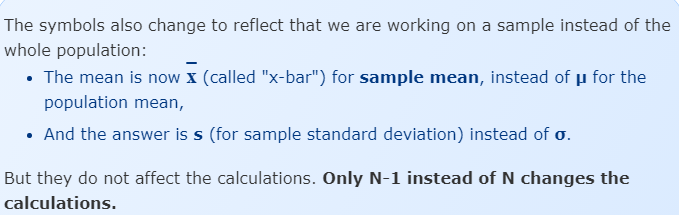 The symbols also change to reflect that we are working on a sample instead of the
whole population:
• The mean is now x̄ (called "x-bar") for sample mean, instead of μ for the
population mean,
• And the answer is s (for sample standard deviation) instead of σ.
But they do not affect the calculations. Only N-1 instead of N changes the
calculations.